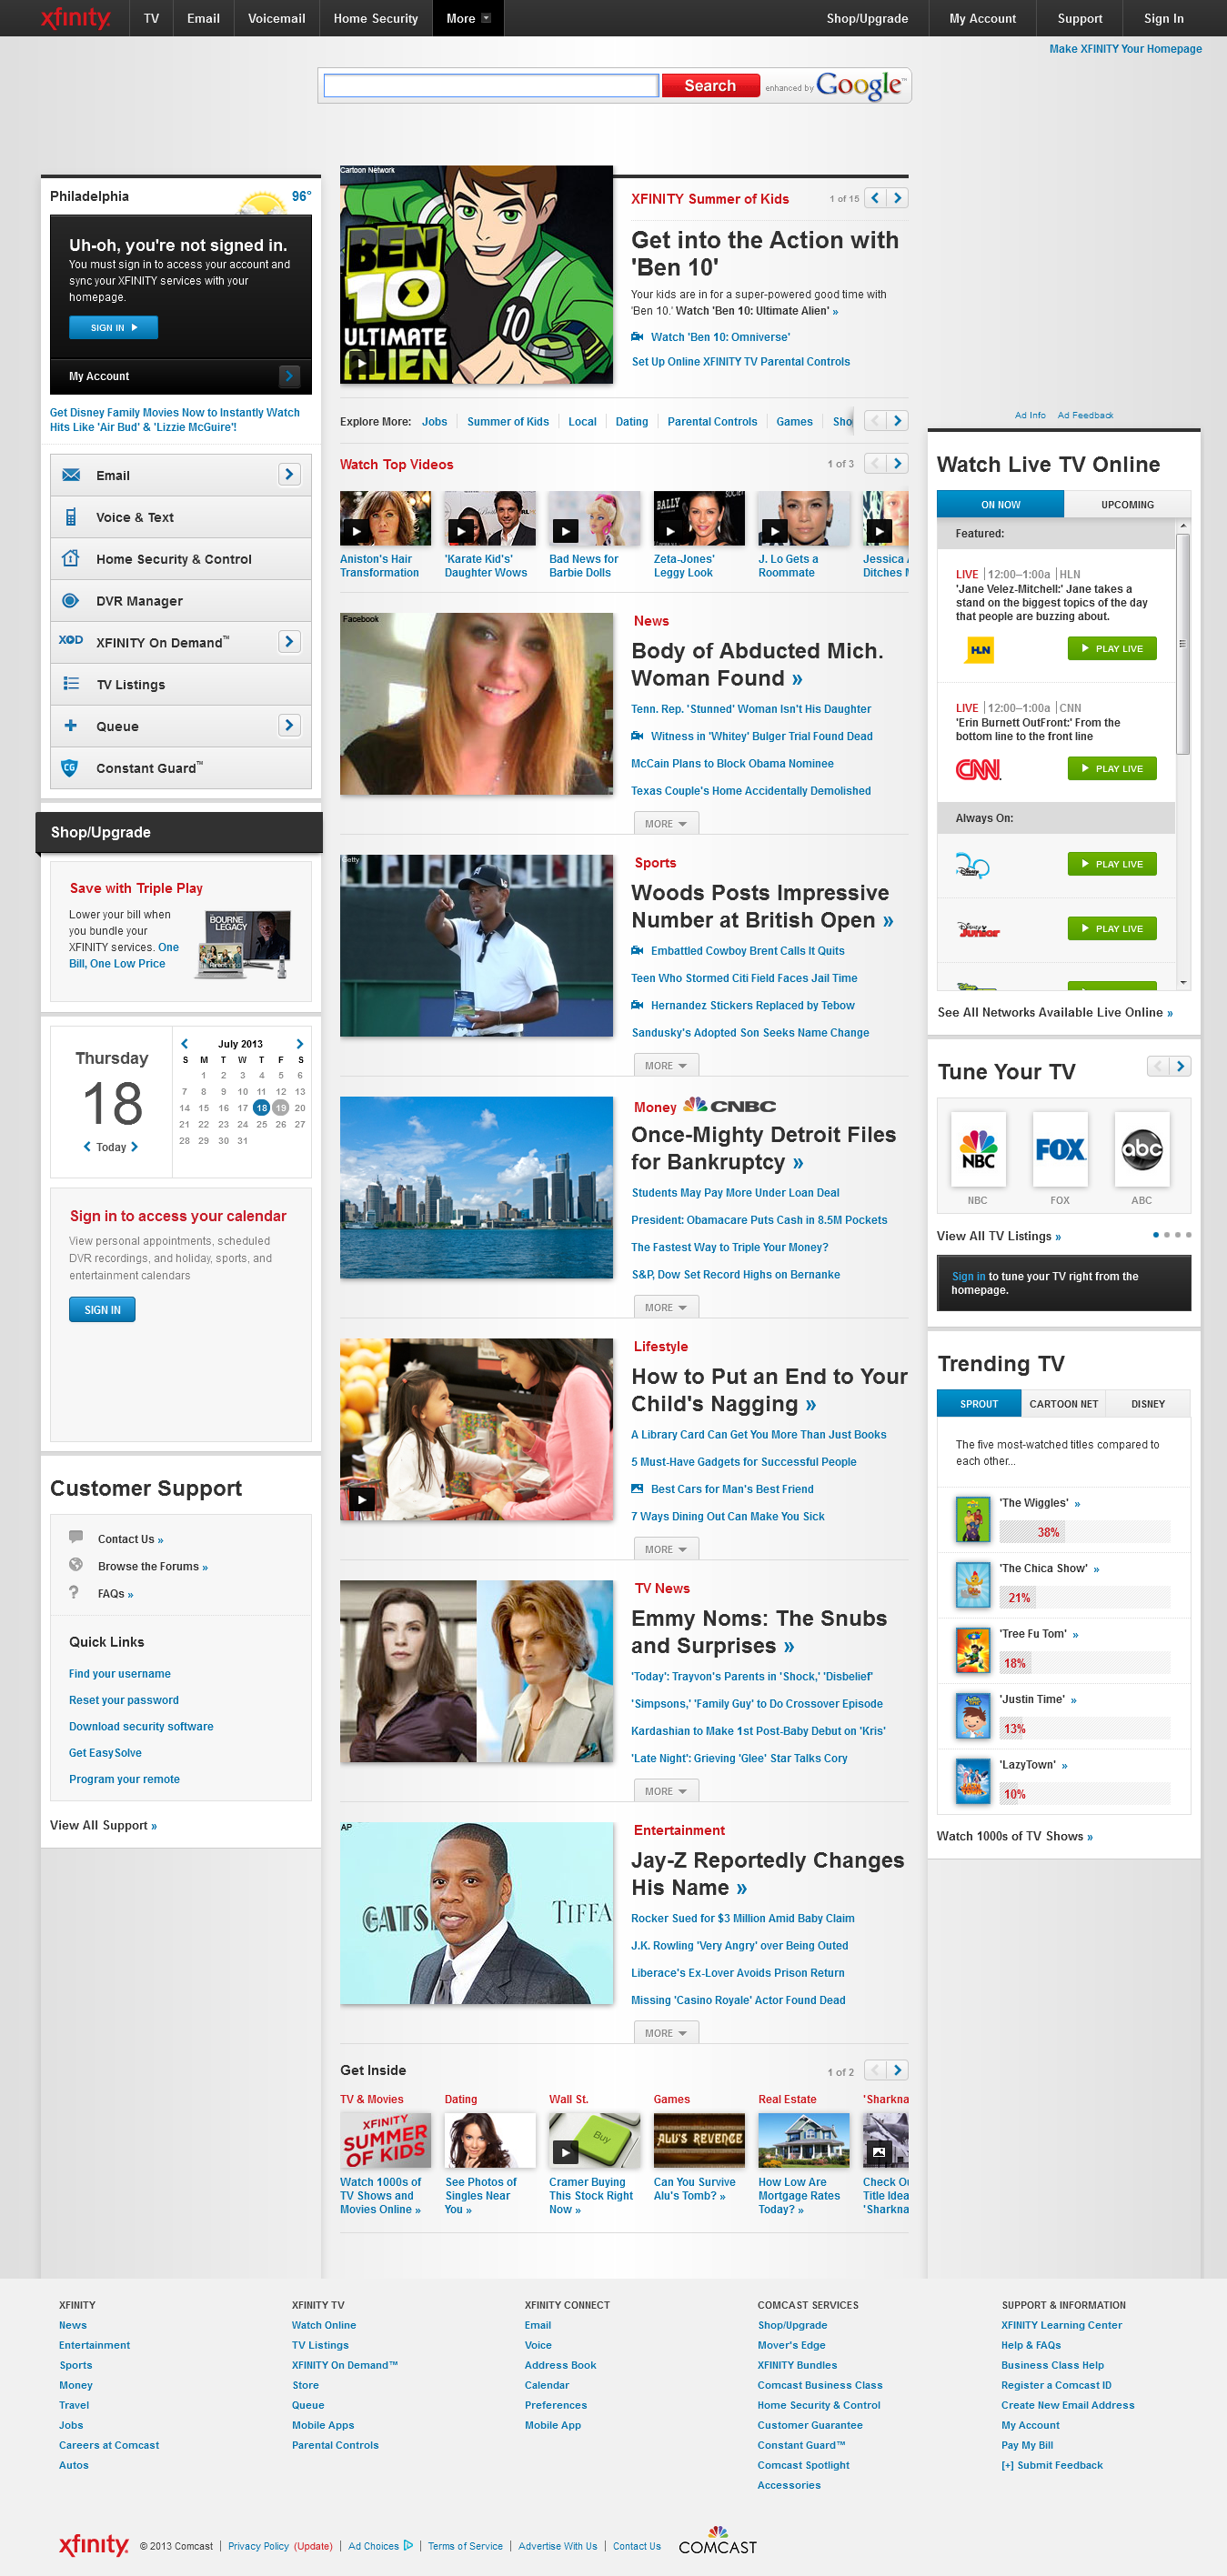 xfinity. TV Email Voicemail Home Security More Shop/Upgrade My Account Support Sign In
Make XFINITY Your Homepage
Search enhanced by Google™
Philadelphia 96°
Uh-oh, you're not signed in.
You must sign in to access your account and
sync your XFINITY services with your
homepage.
SIGN IN
My Account
Get Disney Family Movies Now to Instantly Watch
Hits Like 'Air Bud' & 'Lizzie McGuire'!
Email
Voice & Text
Home Security & Control
DVR Manager
XOD XFINITY On Demand™
TV Listings
Queue
CG Constant Guard™
Shop/Upgrade
Save with Triple Play
Lower your bill when
you bundle your
XFINITY services. One
Bill, One Low Price
BOURNE
LEGACY
Thursday
18
Today
July 2013
S M T W T F S
1 2 3 4 5 6
7 8 9 10 11 12 13
14 15 16 17 18 19 20
21 22 23 24 25 26 27
28 29 30 31
Sign in to access your calendar
View personal appointments, scheduled
DVR recordings, and holiday, sports, and
entertainment calendars
SIGN IN
Customer Support
Contact Us »
Browse the Forums »
? FAQs »
Quick Links
Find your username
Reset your password
Download security software
Get EasySolve
Program your remote
View All Support »
Cartoon Network
BEN
10
ULTIMATE
ALIEN
10
XFINITY Summer of Kids 1 of 15
Get into the Action with
'Ben 10'
Your kids are in for a super-powered good time with
'Ben 10.' Watch 'Ben 10: Ultimate Alien' »
Watch 'Ben 10: Omniverse'
Set Up Online XFINITY TV Parental Controls
Explore More: Jobs Summer of Kids Local Dating Parental Controls Games Sho
Watch Top Videos 1 of 3
BALLY
Aniston's Hair
Transformation
'Karate Kid's'
Daughter Wows
Bad News for
Barbie Dolls
Zeta-Jones'
Leggy Look
J. Lo Gets a
Roommate
Jessica A
Ditches M
Facebook
News
Body of Abducted Mich.
Woman Found »
Tenn. Rep. 'Stunned' Woman Isn't His Daughter
Witness in 'Whitey' Bulger Trial Found Dead
McCain Plans to Block Obama Nominee
Texas Couple's Home Accidentally Demolished
MORE
Getty
Sports
Woods Posts Impressive
Number at British Open »
Embattled Cowboy Brent Calls It Quits
Teen Who Stormed Citi Field Faces Jail Time
Hernandez Stickers Replaced by Tebow
Sandusky's Adopted Son Seeks Name Change
MORE
Money CNBC
Once-Mighty Detroit Files
for Bankruptcy »
Students May Pay More Under Loan Deal
President: Obamacare Puts Cash in 8.5M Pockets
The Fastest Way to Triple Your Money?
S&P, Dow Set Record Highs on Bernanke
MORE
Lifestyle
How to Put an End to Your
Child's Nagging »
A Library Card Can Get You More Than Just Books
5 Must-Have Gadgets for Successful People
Best Cars for Man's Best Friend
7 Ways Dining Out Can Make You Sick
MORE
TV News
Emmy Noms: The Snubs
and Surprises »
'Today': Trayvon's Parents in 'Shock,' 'Disbelief'
'Simpsons,' 'Family Guy' to Do Crossover Episode
Kardashian to Make 1st Post-Baby Debut on 'Kris'
'Late Night': Grieving 'Glee' Star Talks Cory
MORE
AP
GATS
TIFFA
Entertainment
Jay-Z Reportedly Changes
His Name »
Rocker Sued for $3 Million Amid Baby Claim
J.K. Rowling 'Very Angry' over Being Outed
Liberace's Ex-Lover Avoids Prison Return
Missing 'Casino Royale' Actor Found Dead
MORE
Get Inside 1 of 2
TV & Movies Dating Wall St. Games Real Estate 'Sharkna
XFINITY
SUMMER
OF KIDS
Buy
ALU'S REVENGE
Watch 1000s of
TV Shows and
Movies Online »
See Photos of
Singles Near
You »
Cramer Buying
This Stock Right
Now »
Can You Survive
Alu's Tomb? »
How Low Are
Mortgage Rates
Today? »
Check Ou
Title Idea
'Sharkna
Ad Info Ad Feedback
Watch Live TV Online
ON NOW UPCOMING
Featured:
LIVE 12:00–1:00a HLN
'Jane Velez-Mitchell:' Jane takes a
stand on the biggest topics of the day
that people are buzzing about.
HLN PLAY LIVE
LIVE 12:00–1:00a CNN
'Erin Burnett OutFront:' From the
bottom line to the front line
CNN PLAY LIVE
Always On:
Disney PLAY LIVE
Disney Junior PLAY LIVE
See All Networks Available Live Online »
Tune Your TV
NBC FOX abc
NBC FOX ABC
View All TV Listings »
Sign in to tune your TV right from the
homepage.
Trending TV
SPROUT CARTOON NET DISNEY
The five most-watched titles compared to
each other...
'The Wiggles' »
38%
'The Chica Show' »
21%
'Tree Fu Tom' »
18%
'Justin Time' »
13%
'LazyTown' »
10%
Watch 1000s of TV Shows »
XFINITY
News
Entertainment
Sports
Money
Travel
Jobs
Careers at Comcast
Autos
XFINITY TV
Watch Online
TV Listings
XFINITY On Demand™
Store
Queue
Mobile Apps
Parental Controls
XFINITY CONNECT
Email
Voice
Address Book
Calendar
Preferences
Mobile App
COMCAST SERVICES
Shop/Upgrade
Mover's Edge
XFINITY Bundles
Comcast Business Class
Home Security & Control
Customer Guarantee
Constant Guard™
Comcast Spotlight
Accessories
SUPPORT & INFORMATION
XFINITY Learning Center
Help & FAQs
Business Class Help
Register a Comcast ID
Create New Email Address
My Account
Pay My Bill
[+] Submit Feedback
xfinity. © 2013 Comcast | Privacy Policy (Update) | Ad Choices | Terms of Service | Advertise With Us | Contact Us COMCAST